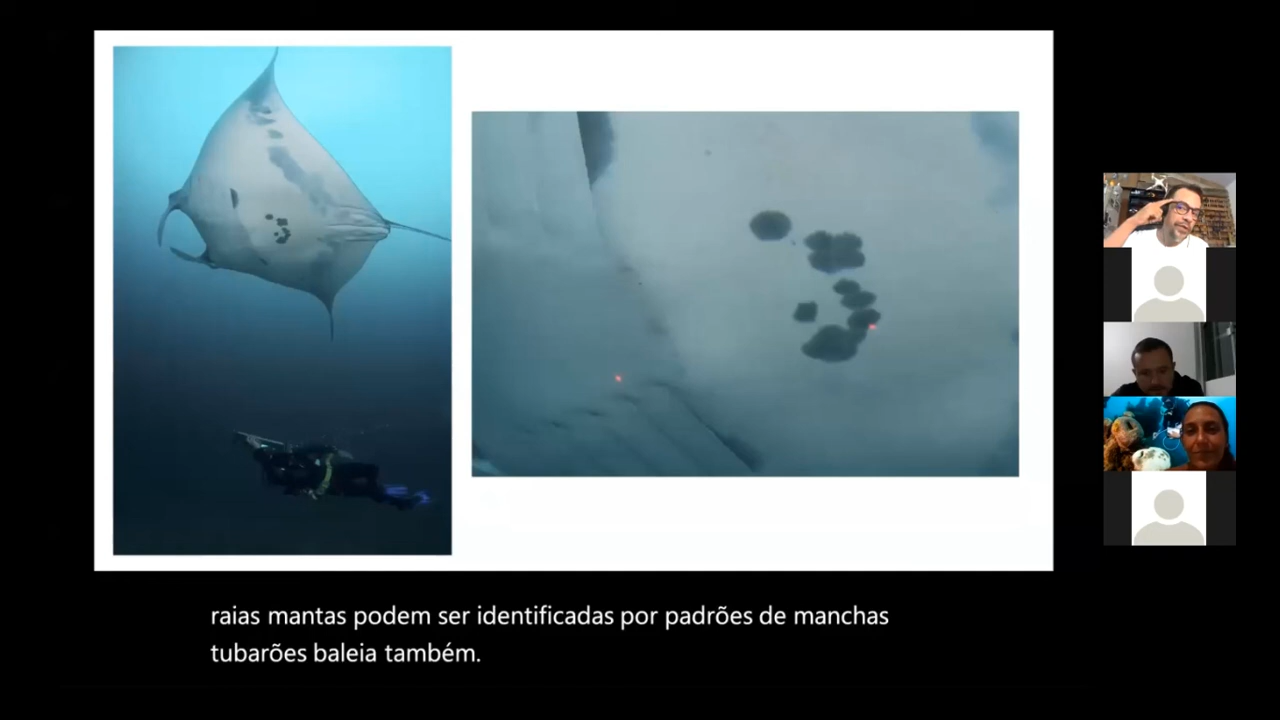 raias mantas podem ser identificadas por padrões de manchas
tubarões baleia também.